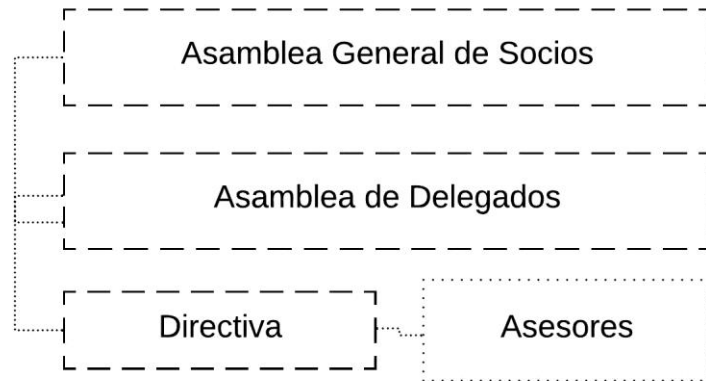 Asamblea General de Socios
Asamblea de Delegados
Directiva
Asesores